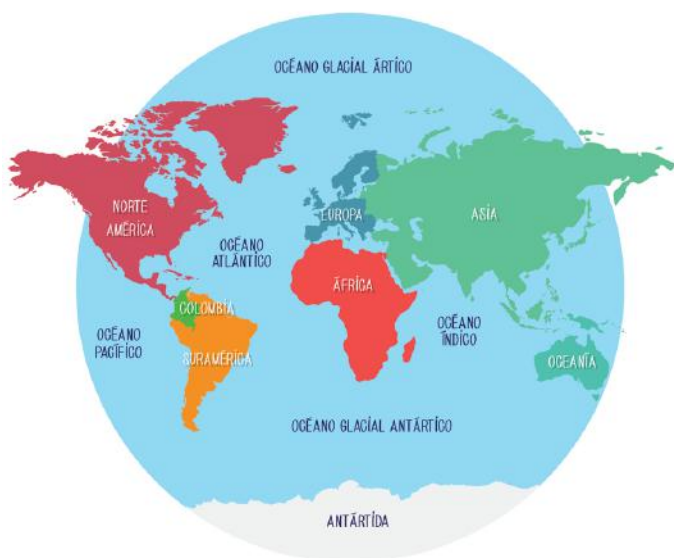 OCÉANO GLACIAL ÁRTICO
NORTE
AMÉRICA
EUROPA
ASIA
OCÉANO
ATLÁNTICO
ÁFRICA
COLOMBIA
OCÉANO
PACÍFICO
OCÉANO
ÍNDICO
SURAMÉRICA
OCEANÍA
OCÉANO GLACIAL ANTÁRTICO
ANTÁRTIDA